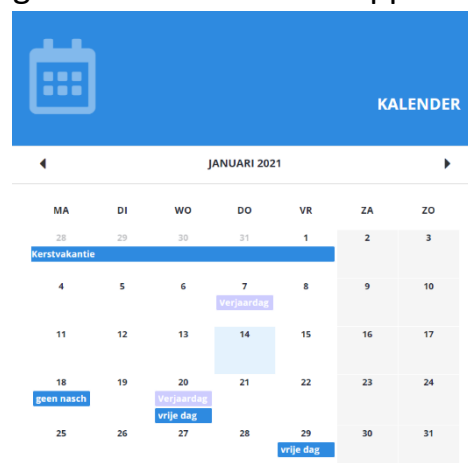 KALENDER
JANUARI 2021
MA DI WO DO VR ZA ZO
28 29 30 31 1 2 3
Kerstvakantie
4 5 6 7 8 9 10
Verjaardag
11 12 13 14 15 16 17
18 19 20 21 22 23 24
geen nasch Verjaardag
vrije dag
25 26 27 28 29 30 31
vrije dag